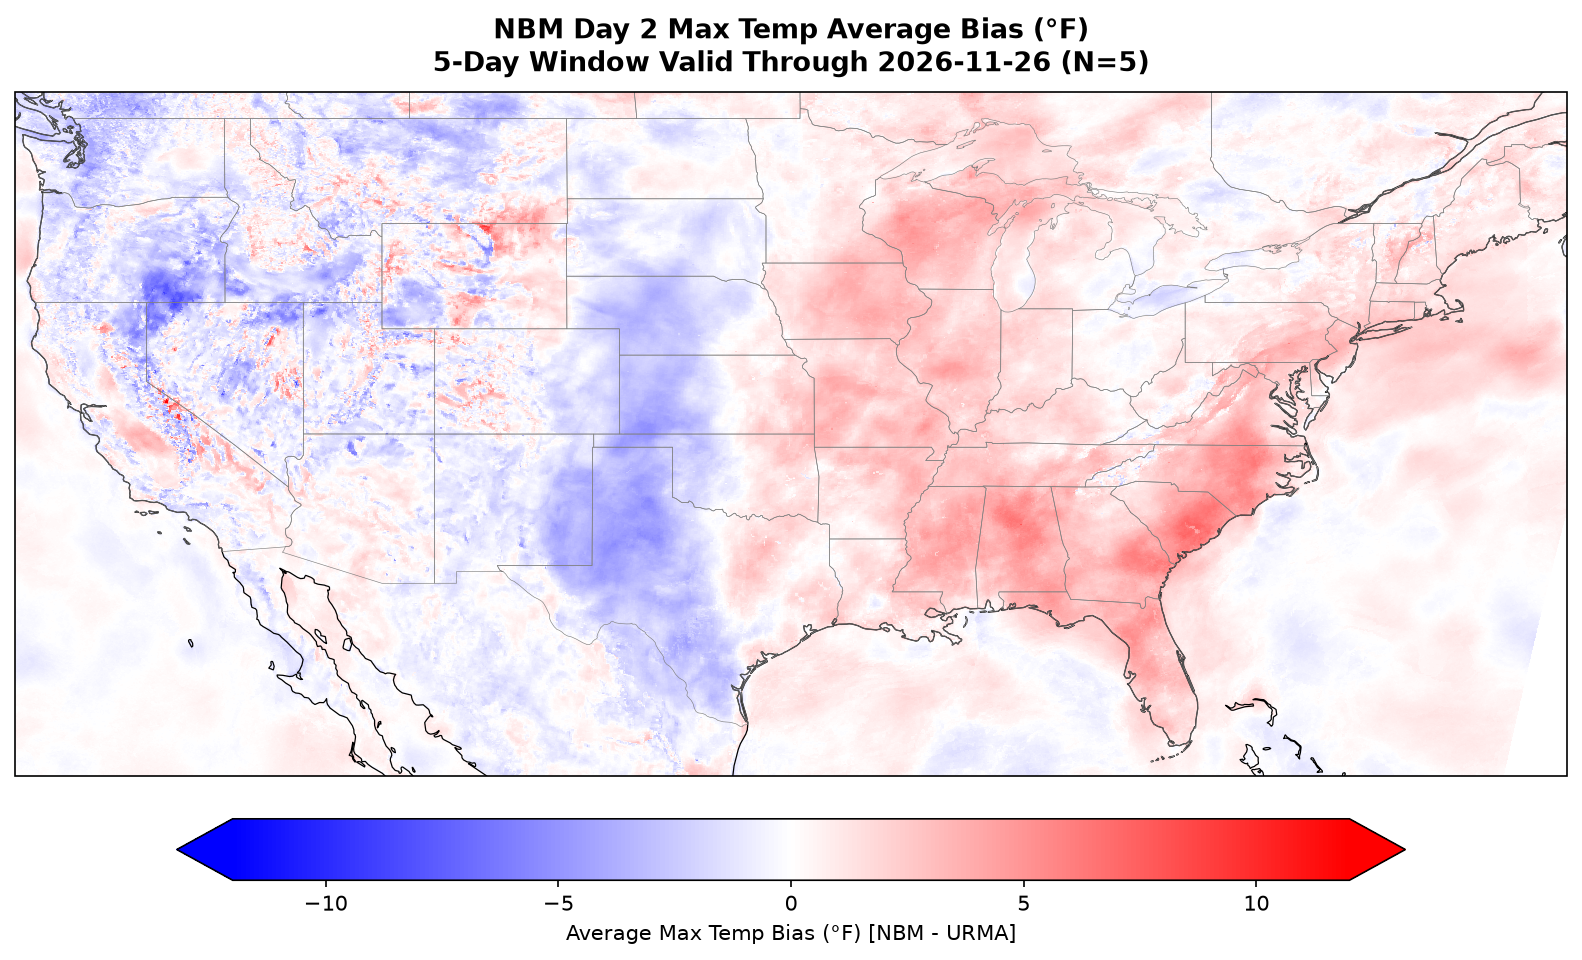 NBM Day 2 Max Temp Average Bias (°F)
5-Day Window Valid Through 2026-11-26 (N=5)
−10 −5 0 5 10
Average Max Temp Bias (°F) [NBM - URMA]